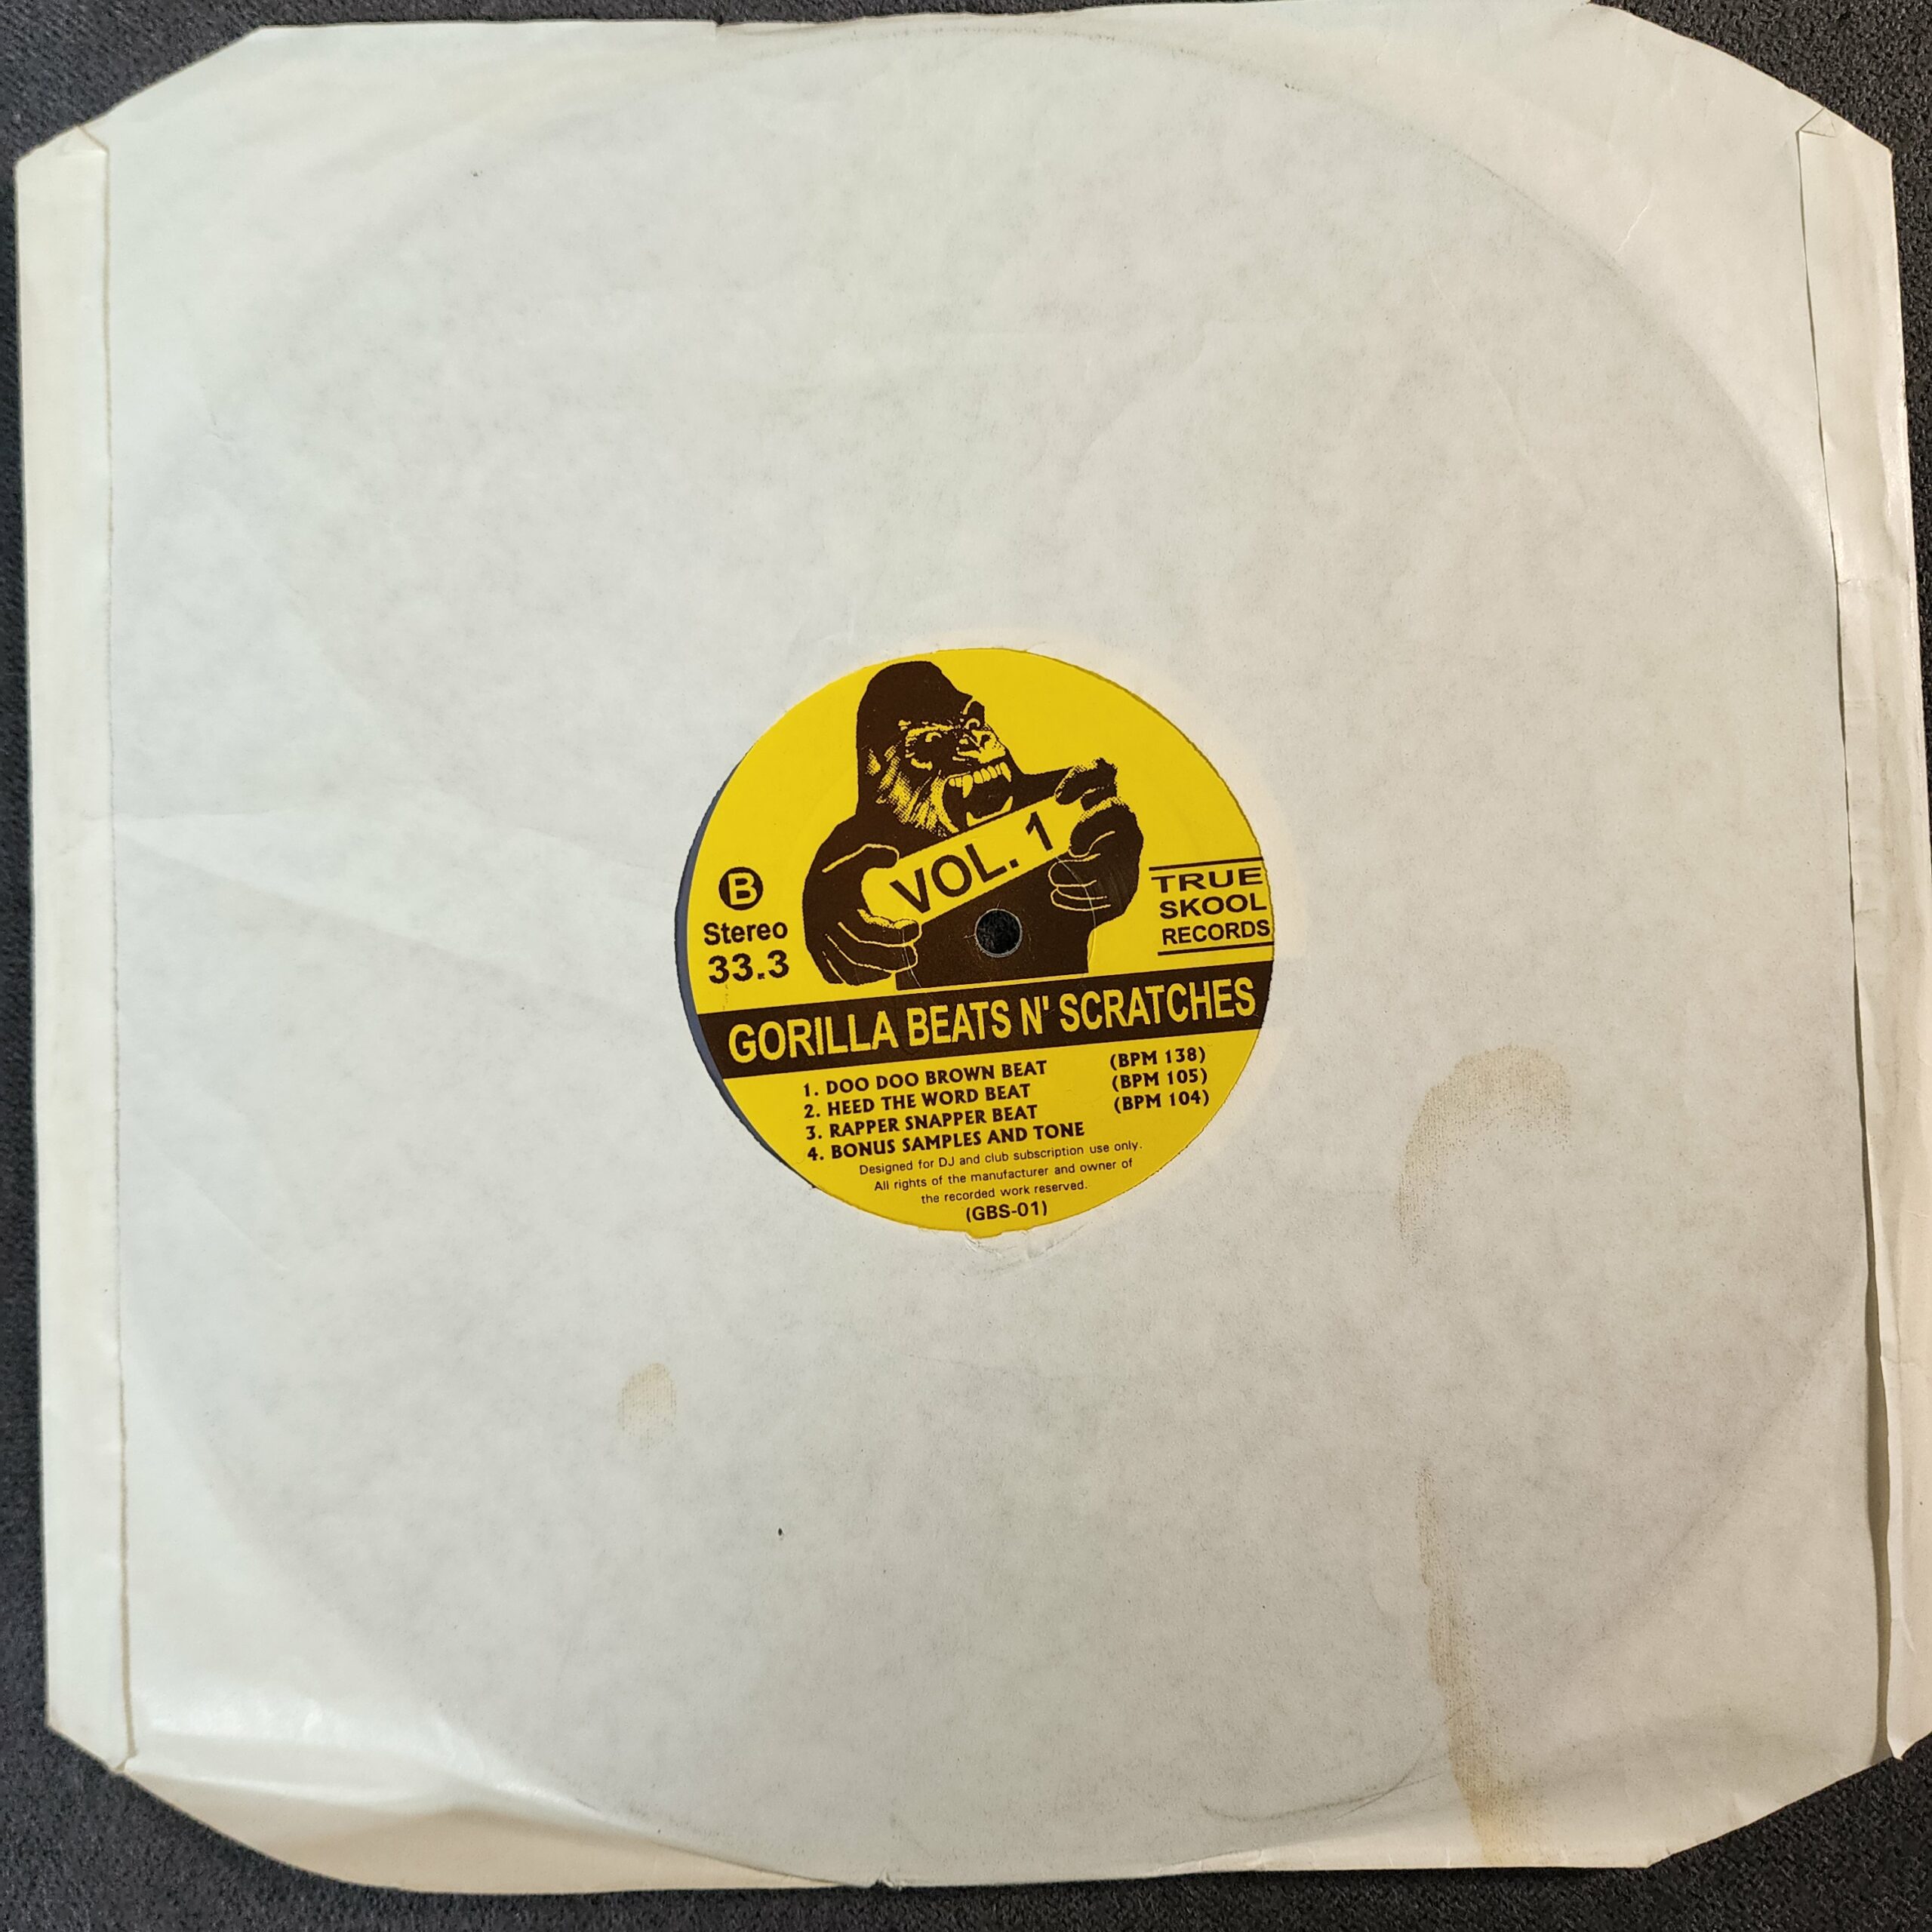 VOL. 1
B
Stereo
33.3
TRUE
SKOOL
RECORDS
GORILLA BEATS N' SCRATCHES
1. DOO DOO BROWN BEAT (BPM 138)
2. HEED THE WORD BEAT (BPM 105)
3. RAPPER SNAPPER BEAT (BPM 104)
4. BONUS SAMPLES AND TONE
Designed for DJ and club subscription use only.
All rights of the manufacturer and owner of
the recorded work reserved.
(GBS-01)